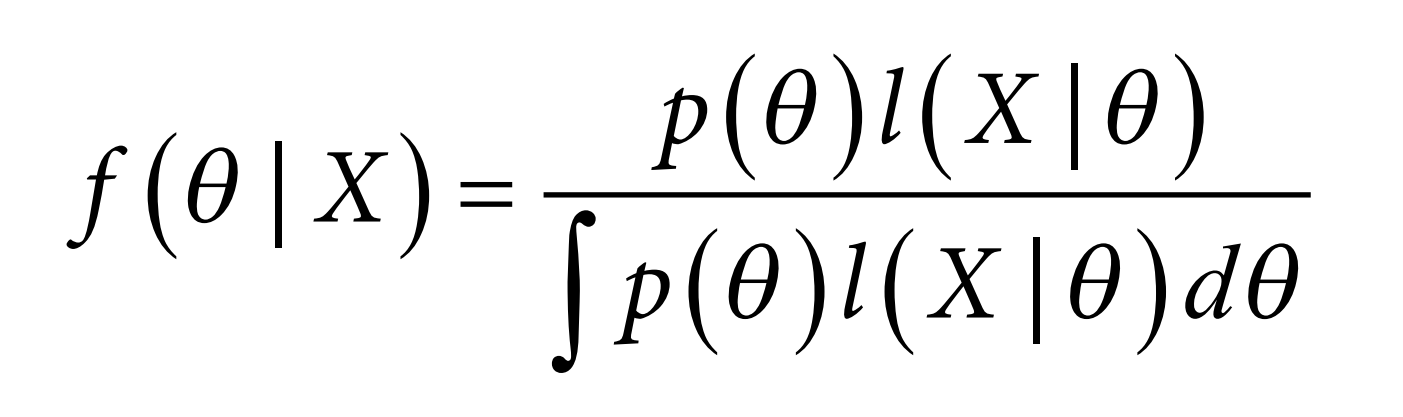 f(θ | X) = p(θ)l(X | θ) / ∫p(θ)l(X | θ)dθ